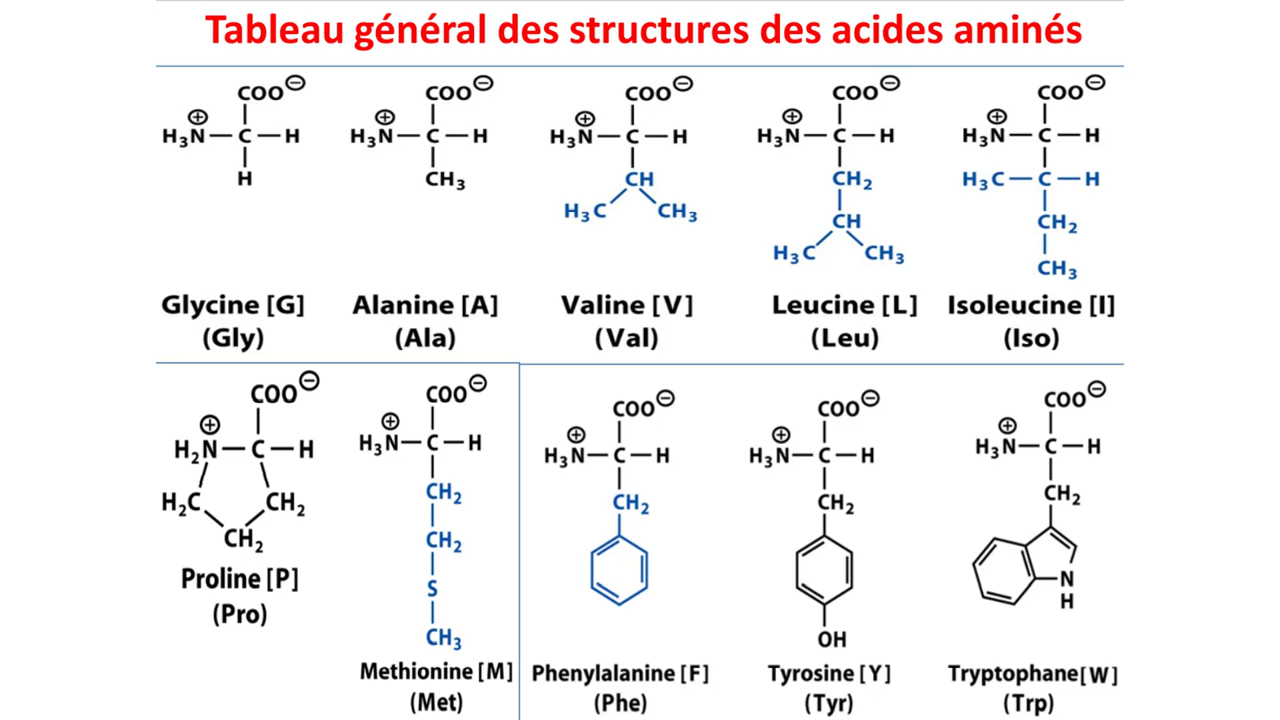 Tableau général des structures des acides aminés
COO⊖ COO⊖ COO⊖ COO⊖ COO⊖
⊕ ⊕ ⊕ ⊕ ⊕
H₃N—C—H H₃N—C—H H₃N—C—H H₃N—C—H H₃N—C—H
H CH₃ CH CH₂ H₃C—C—H
H₃C CH₃ CH CH₂
H₃C CH₃ CH₃
Glycine [G] Alanine [A] Valine [V] Leucine [L] Isoleucine [I]
(Gly) (Ala) (Val) (Leu) (Iso)
COO⊖ COO⊖ COO⊖ COO⊖ COO⊖
⊕ ⊕ ⊕ ⊕ ⊕
H₂N—C—H H₃N—C—H H₃N—C—H H₃N—C—H H₃N—C—H
H₂C CH₂ CH₂ CH₂ CH₂ CH₂
CH₂ CH₂
S N
H
CH₃ OH
Proline [P]
(Pro)
Methionine [M] Phenylalanine [F] Tyrosine [Y] Tryptophane[W]
(Met) (Phe) (Tyr) (Trp)